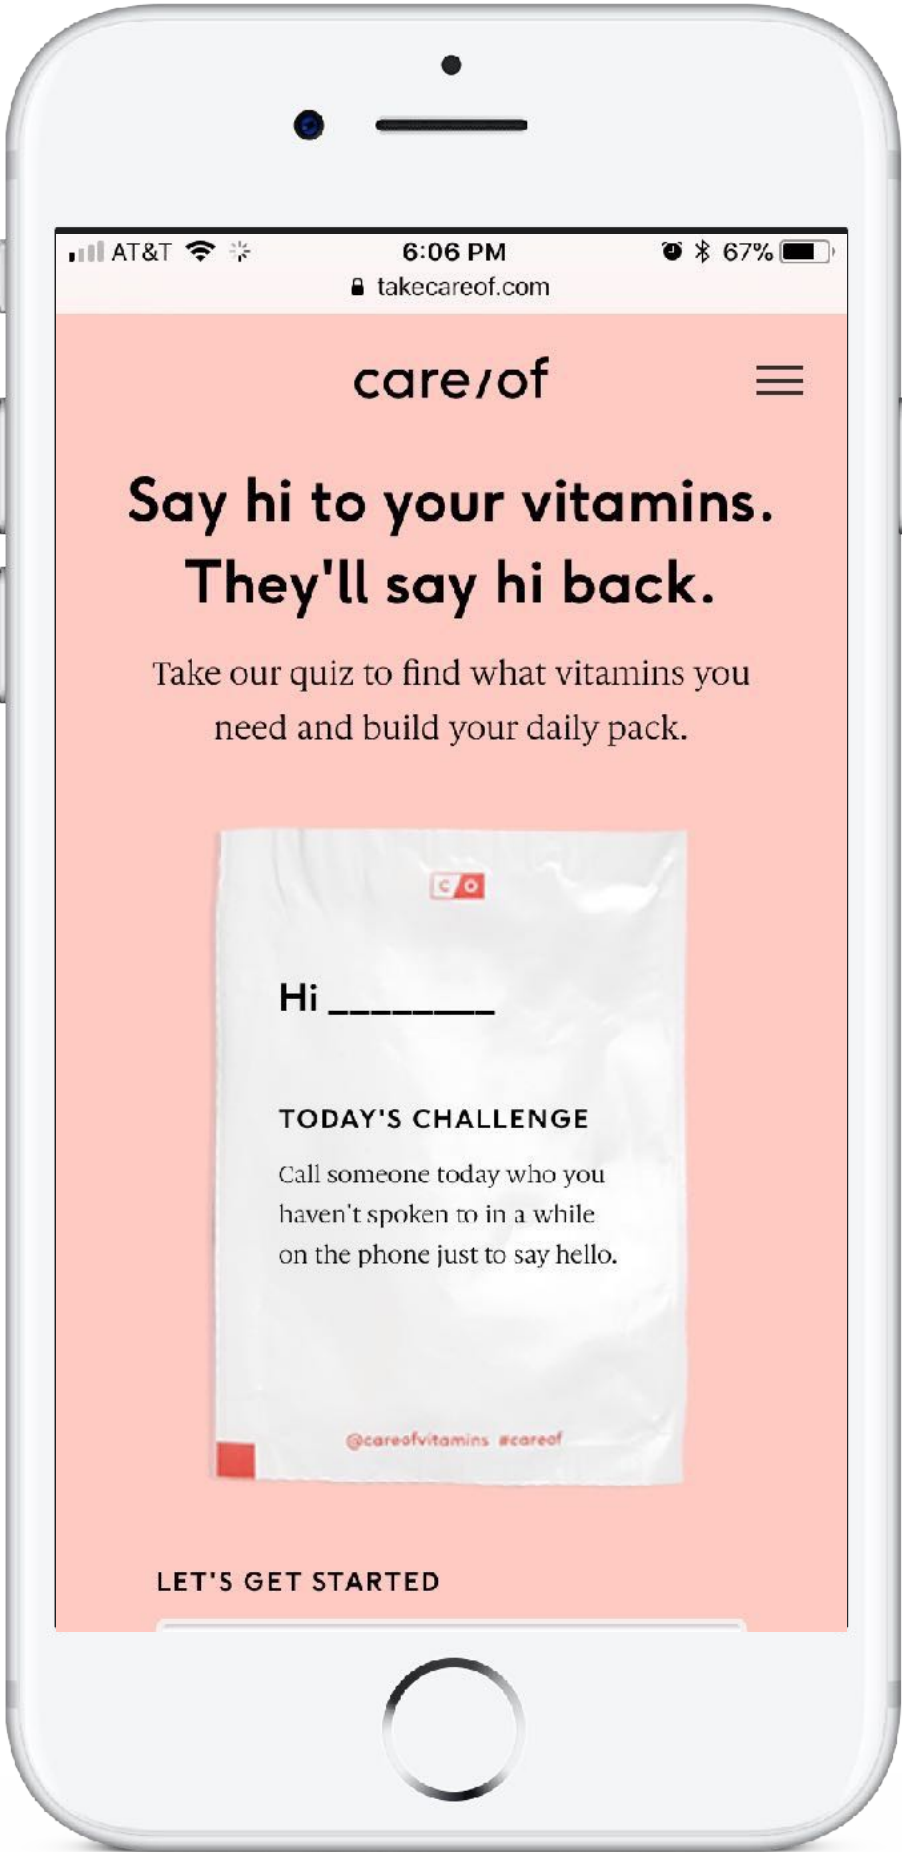 AT&T 6:06 PM 67%
takecareof.com
care/of
Say hi to your vitamins.
They'll say hi back.
Take our quiz to find what vitamins you
need and build your daily pack.
C/O
Hi ________
TODAY'S CHALLENGE
Call someone today who you
haven't spoken to in a while
on the phone just to say hello.
@careofvitamins #careof
LET'S GET STARTED